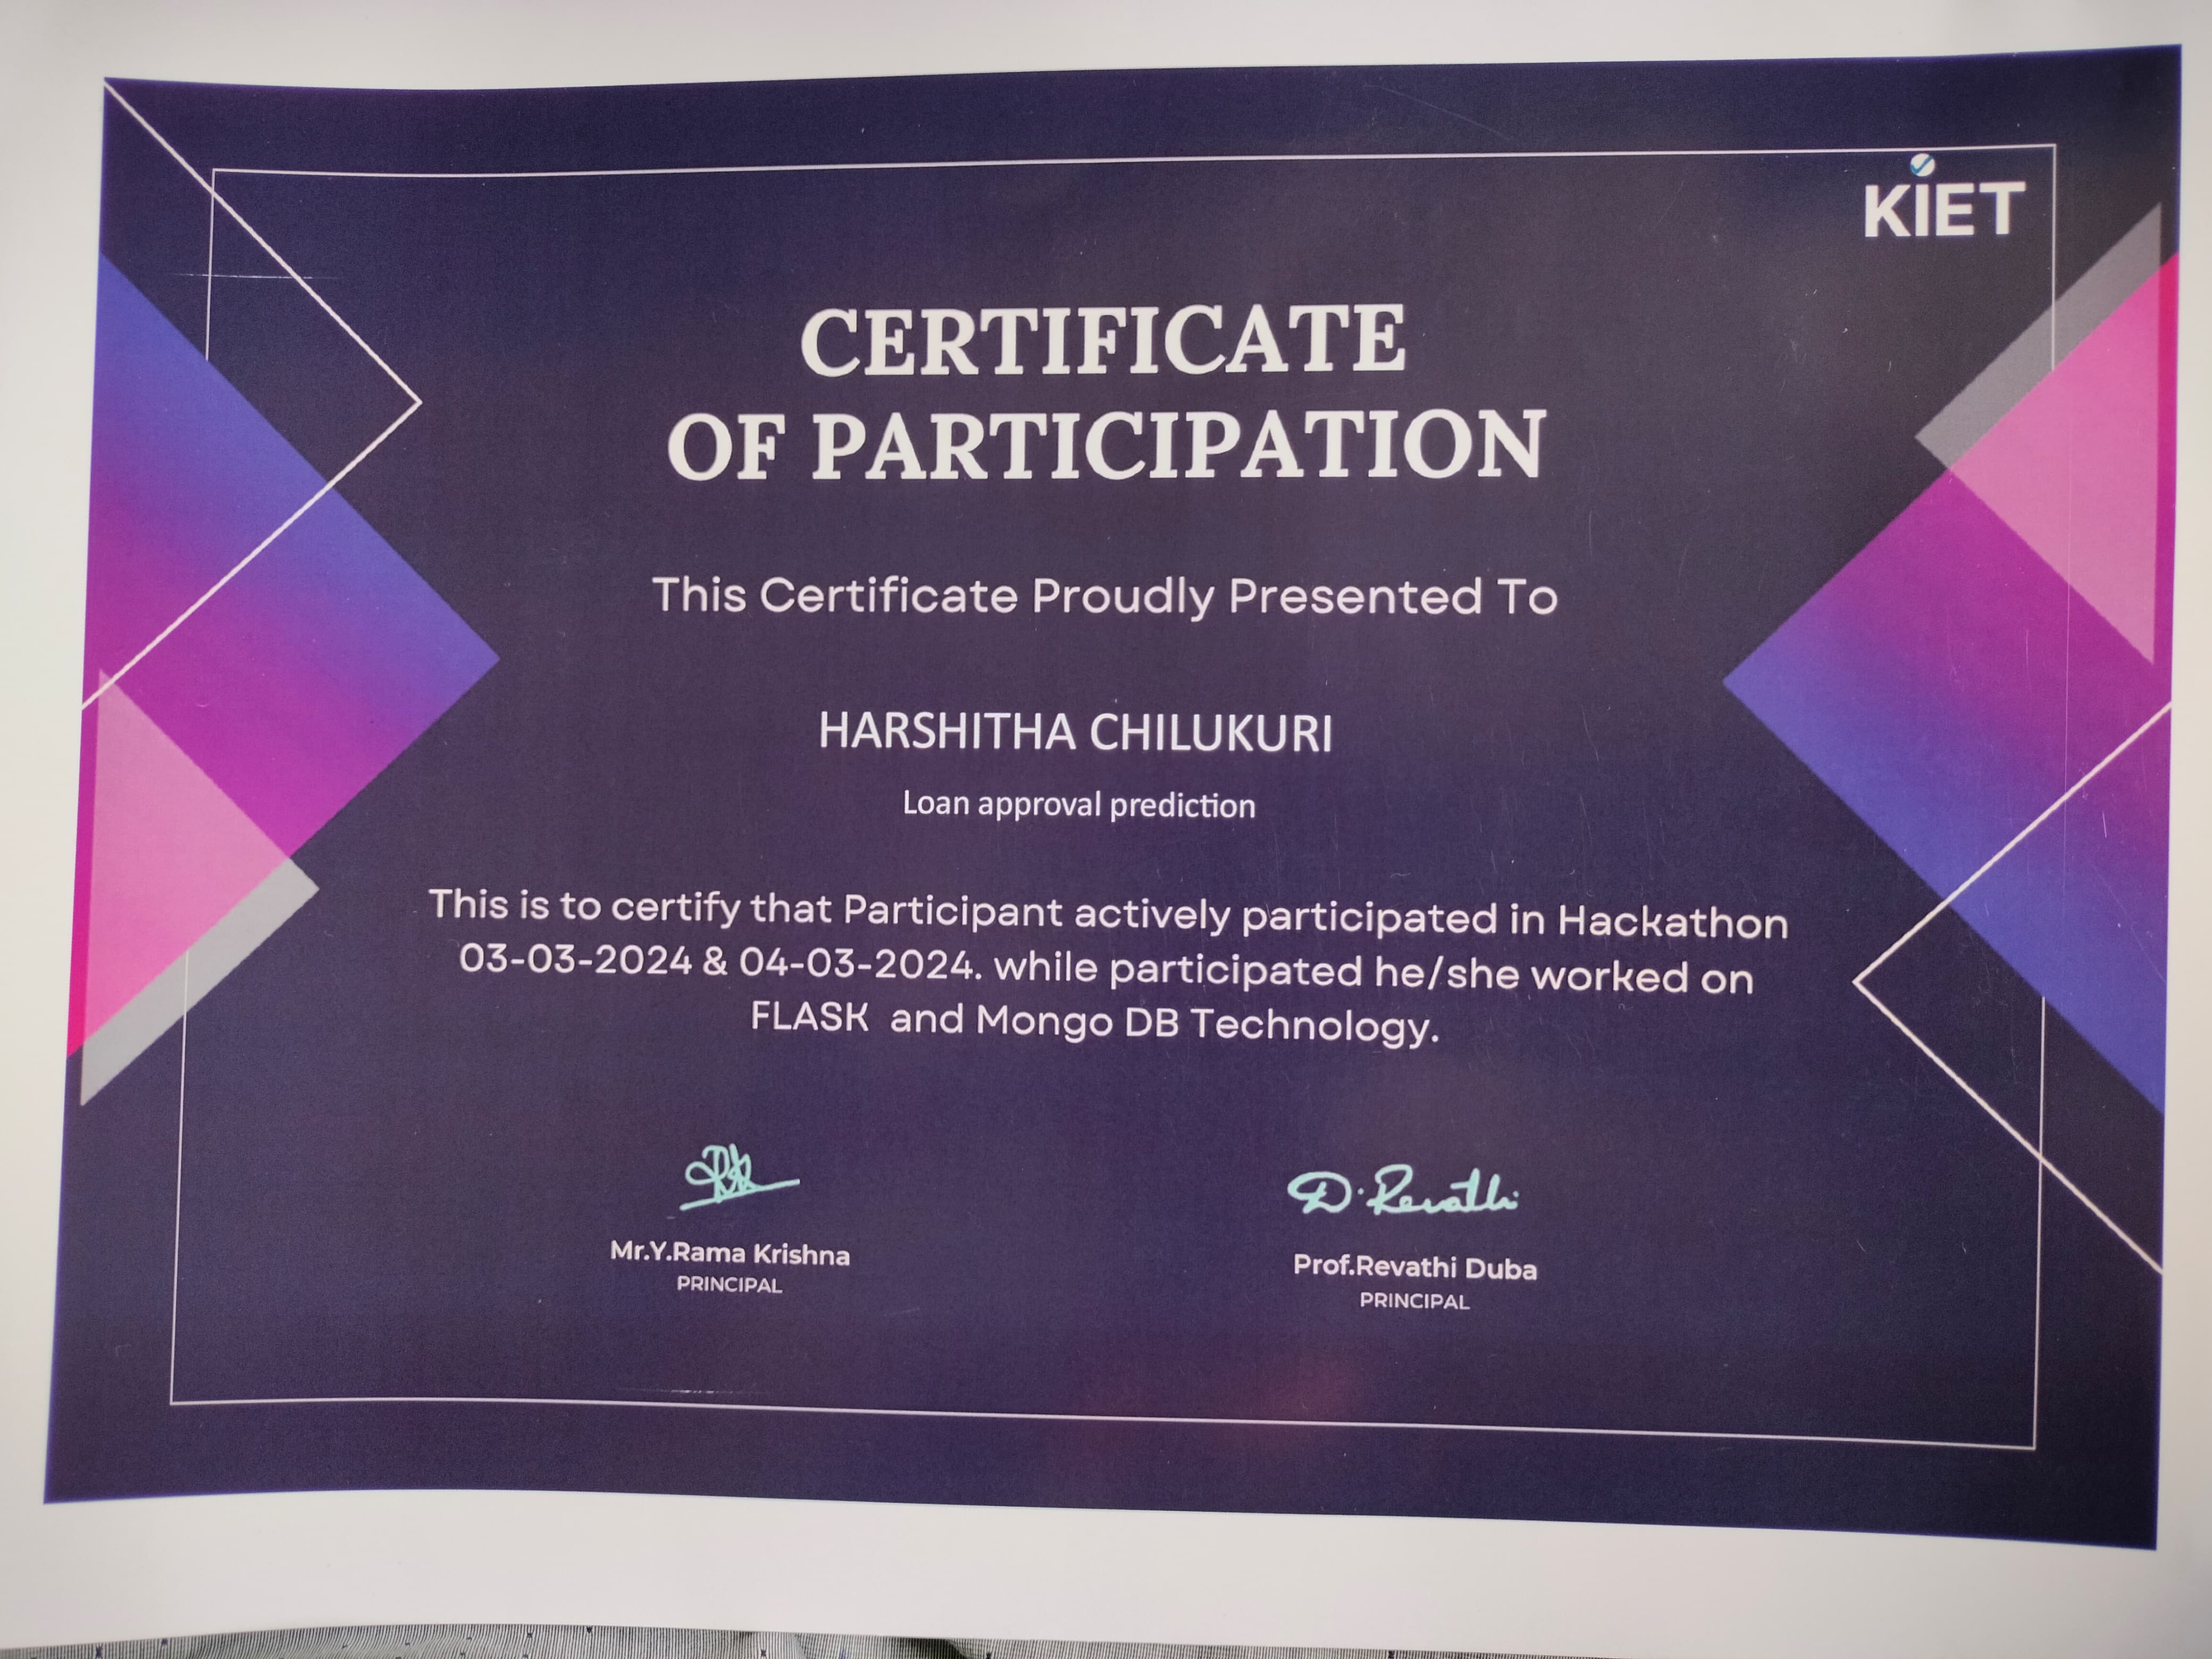 KIET
CERTIFICATE
OF PARTICIPATION
This Certificate Proudly Presented To
HARSHITHA CHILUKURI
Loan approval prediction
This is to certify that Participant actively participated in Hackathon
03-03-2024 & 04-03-2024. while participated he/she worked on
FLASK and Mongo DB Technology.
D. Revathi
Mr.Y.Rama Krishna
PRINCIPAL
Prof.Revathi Duba
PRINCIPAL